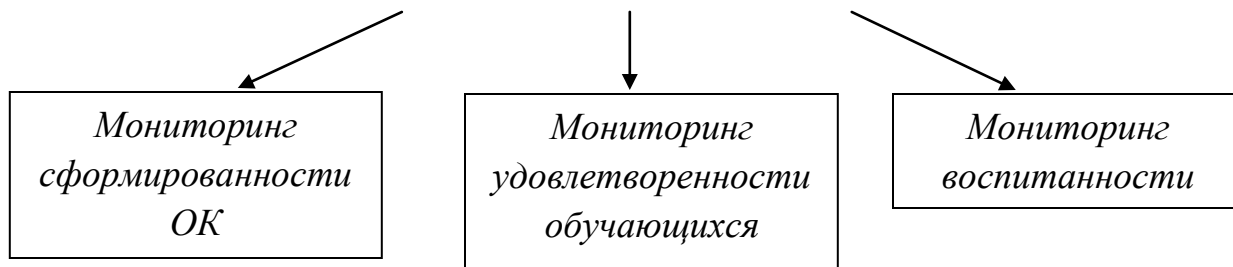 Мониторинг
сформированности
ОК
Мониторинг
удовлетворенности
обучающихся
Мониторинг
воспитанности